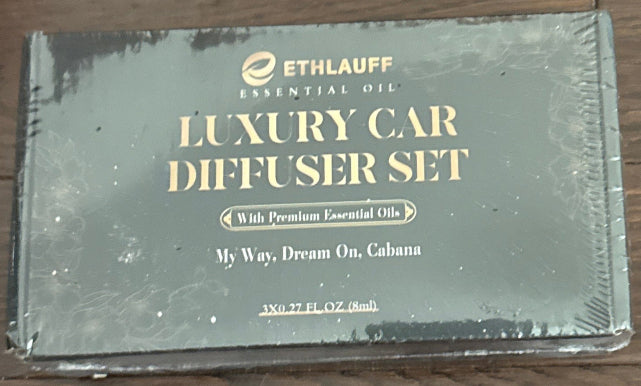 ETHLAUFF
ESSENTIAL OIL
LUXURY CAR
DIFFUSER SET
With Premium Essential Oils
My Way, Dream On, Cabana
3X0.27 FL.OZ (8ml)